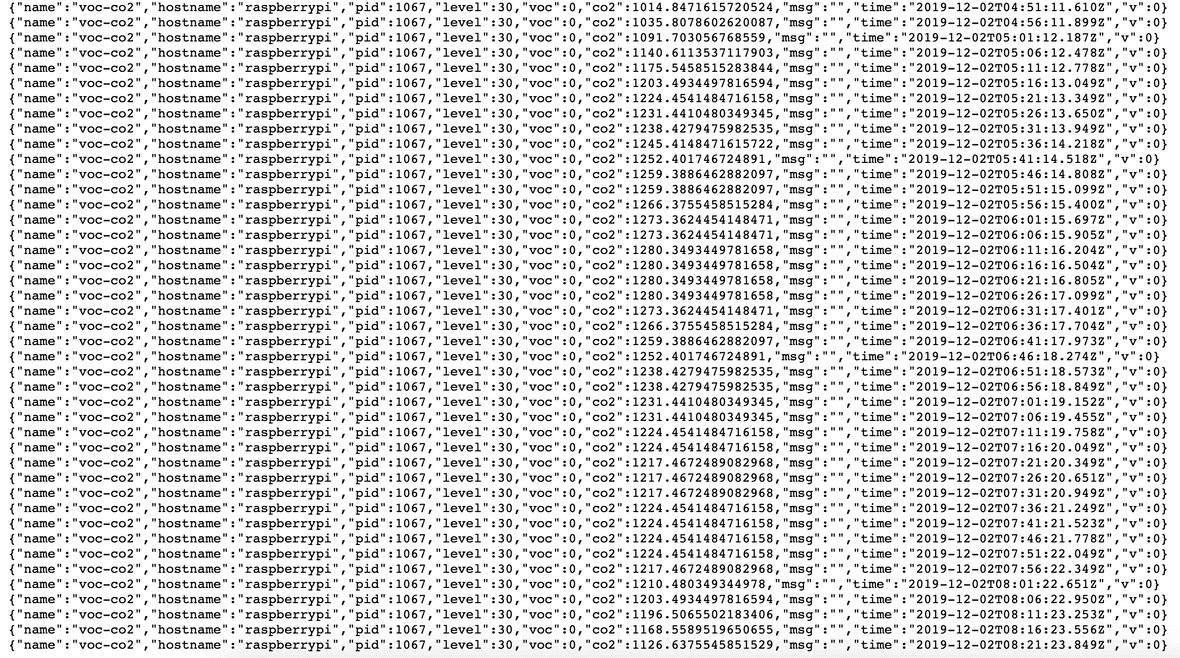 {"name":"voc-co2","hostname":"raspberrypi","pid":1067,"level":30,"voc":0,"co2":1014.8471615720524,"msg":"","time":"2019-12-02T04:51:11.610Z","v":0}
{"name":"voc-co2","hostname":"raspberrypi","pid":1067,"level":30,"voc":0,"co2":1035.8078602620087,"msg":"","time":"2019-12-02T04:56:11.899Z","v":0}
{"name":"voc-co2","hostname":"raspberrypi","pid":1067,"level":30,"voc":0,"co2":1091.703056768559,"msg":"","time":"2019-12-02T05:01:12.187Z","v":0}
{"name":"voc-co2","hostname":"raspberrypi","pid":1067,"level":30,"voc":0,"co2":1140.6113537117903,"msg":"","time":"2019-12-02T05:06:12.478Z","v":0}
{"name":"voc-co2","hostname":"raspberrypi","pid":1067,"level":30,"voc":0,"co2":1175.5458515283844,"msg":"","time":"2019-12-02T05:11:12.778Z","v":0}
{"name":"voc-co2","hostname":"raspberrypi","pid":1067,"level":30,"voc":0,"co2":1203.4934497816594,"msg":"","time":"2019-12-02T05:16:13.049Z","v":0}
{"name":"voc-co2","hostname":"raspberrypi","pid":1067,"level":30,"voc":0,"co2":1224.4541484716158,"msg":"","time":"2019-12-02T05:21:13.349Z","v":0}
{"name":"voc-co2","hostname":"raspberrypi","pid":1067,"level":30,"voc":0,"co2":1231.4410480349345,"msg":"","time":"2019-12-02T05:26:13.650Z","v":0}
{"name":"voc-co2","hostname":"raspberrypi","pid":1067,"level":30,"voc":0,"co2":1238.4279475982535,"msg":"","time":"2019-12-02T05:31:13.949Z","v":0}
{"name":"voc-co2","hostname":"raspberrypi","pid":1067,"level":30,"voc":0,"co2":1245.4148471615722,"msg":"","time":"2019-12-02T05:36:14.218Z","v":0}
{"name":"voc-co2","hostname":"raspberrypi","pid":1067,"level":30,"voc":0,"co2":1252.401746724891,"msg":"","time":"2019-12-02T05:41:14.518Z","v":0}
{"name":"voc-co2","hostname":"raspberrypi","pid":1067,"level":30,"voc":0,"co2":1259.3886462882097,"msg":"","time":"2019-12-02T05:46:14.808Z","v":0}
{"name":"voc-co2","hostname":"raspberrypi","pid":1067,"level":30,"voc":0,"co2":1259.3886462882097,"msg":"","time":"2019-12-02T05:51:15.099Z","v":0}
{"name":"voc-co2","hostname":"raspberrypi","pid":1067,"level":30,"voc":0,"co2":1266.3755458515284,"msg":"","time":"2019-12-02T05:56:15.400Z","v":0}
{"name":"voc-co2","hostname":"raspberrypi","pid":1067,"level":30,"voc":0,"co2":1273.3624454148471,"msg":"","time":"2019-12-02T06:01:15.697Z","v":0}
{"name":"voc-co2","hostname":"raspberrypi","pid":1067,"level":30,"voc":0,"co2":1273.3624454148471,"msg":"","time":"2019-12-02T06:06:15.905Z","v":0}
{"name":"voc-co2","hostname":"raspberrypi","pid":1067,"level":30,"voc":0,"co2":1280.3493449781658,"msg":"","time":"2019-12-02T06:11:16.204Z","v":0}
{"name":"voc-co2","hostname":"raspberrypi","pid":1067,"level":30,"voc":0,"co2":1280.3493449781658,"msg":"","time":"2019-12-02T06:16:16.504Z","v":0}
{"name":"voc-co2","hostname":"raspberrypi","pid":1067,"level":30,"voc":0,"co2":1280.3493449781658,"msg":"","time":"2019-12-02T06:21:16.805Z","v":0}
{"name":"voc-co2","hostname":"raspberrypi","pid":1067,"level":30,"voc":0,"co2":1280.3493449781658,"msg":"","time":"2019-12-02T06:26:17.099Z","v":0}
{"name":"voc-co2","hostname":"raspberrypi","pid":1067,"level":30,"voc":0,"co2":1273.3624454148471,"msg":"","time":"2019-12-02T06:31:17.401Z","v":0}
{"name":"voc-co2","hostname":"raspberrypi","pid":1067,"level":30,"voc":0,"co2":1266.3755458515284,"msg":"","time":"2019-12-02T06:36:17.704Z","v":0}
{"name":"voc-co2","hostname":"raspberrypi","pid":1067,"level":30,"voc":0,"co2":1259.3886462882097,"msg":"","time":"2019-12-02T06:41:17.973Z","v":0}
{"name":"voc-co2","hostname":"raspberrypi","pid":1067,"level":30,"voc":0,"co2":1252.401746724891,"msg":"","time":"2019-12-02T06:46:18.274Z","v":0}
{"name":"voc-co2","hostname":"raspberrypi","pid":1067,"level":30,"voc":0,"co2":1238.4279475982535,"msg":"","time":"2019-12-02T06:51:18.573Z","v":0}
{"name":"voc-co2","hostname":"raspberrypi","pid":1067,"level":30,"voc":0,"co2":1238.4279475982535,"msg":"","time":"2019-12-02T06:56:18.849Z","v":0}
{"name":"voc-co2","hostname":"raspberrypi","pid":1067,"level":30,"voc":0,"co2":1231.4410480349345,"msg":"","time":"2019-12-02T07:01:19.152Z","v":0}
{"name":"voc-co2","hostname":"raspberrypi","pid":1067,"level":30,"voc":0,"co2":1231.4410480349345,"msg":"","time":"2019-12-02T07:06:19.455Z","v":0}
{"name":"voc-co2","hostname":"raspberrypi","pid":1067,"level":30,"voc":0,"co2":1224.4541484716158,"msg":"","time":"2019-12-02T07:11:19.758Z","v":0}
{"name":"voc-co2","hostname":"raspberrypi","pid":1067,"level":30,"voc":0,"co2":1224.4541484716158,"msg":"","time":"2019-12-02T07:16:20.049Z","v":0}
{"name":"voc-co2","hostname":"raspberrypi","pid":1067,"level":30,"voc":0,"co2":1217.4672489082968,"msg":"","time":"2019-12-02T07:21:20.349Z","v":0}
{"name":"voc-co2","hostname":"raspberrypi","pid":1067,"level":30,"voc":0,"co2":1217.4672489082968,"msg":"","time":"2019-12-02T07:26:20.651Z","v":0}
{"name":"voc-co2","hostname":"raspberrypi","pid":1067,"level":30,"voc":0,"co2":1217.4672489082968,"msg":"","time":"2019-12-02T07:31:20.949Z","v":0}
{"name":"voc-co2","hostname":"raspberrypi","pid":1067,"level":30,"voc":0,"co2":1224.4541484716158,"msg":"","time":"2019-12-02T07:36:21.249Z","v":0}
{"name":"voc-co2","hostname":"raspberrypi","pid":1067,"level":30,"voc":0,"co2":1224.4541484716158,"msg":"","time":"2019-12-02T07:41:21.523Z","v":0}
{"name":"voc-co2","hostname":"raspberrypi","pid":1067,"level":30,"voc":0,"co2":1224.4541484716158,"msg":"","time":"2019-12-02T07:46:21.778Z","v":0}
{"name":"voc-co2","hostname":"raspberrypi","pid":1067,"level":30,"voc":0,"co2":1224.4541484716158,"msg":"","time":"2019-12-02T07:51:22.049Z","v":0}
{"name":"voc-co2","hostname":"raspberrypi","pid":1067,"level":30,"voc":0,"co2":1217.4672489082968,"msg":"","time":"2019-12-02T07:56:22.349Z","v":0}
{"name":"voc-co2","hostname":"raspberrypi","pid":1067,"level":30,"voc":0,"co2":1210.480349344978,"msg":"","time":"2019-12-02T08:01:22.651Z","v":0}
{"name":"voc-co2","hostname":"raspberrypi","pid":1067,"level":30,"voc":0,"co2":1203.4934497816594,"msg":"","time":"2019-12-02T08:06:22.950Z","v":0}
{"name":"voc-co2","hostname":"raspberrypi","pid":1067,"level":30,"voc":0,"co2":1196.5065502183406,"msg":"","time":"2019-12-02T08:11:23.253Z","v":0}
{"name":"voc-co2","hostname":"raspberrypi","pid":1067,"level":30,"voc":0,"co2":1168.5589519650655,"msg":"","time":"2019-12-02T08:16:23.556Z","v":0}
{"name":"voc-co2","hostname":"raspberrypi","pid":1067,"level":30,"voc":0,"co2":1126.6375545851529,"msg":"","time":"2019-12-02T08:21:23.849Z","v":0}